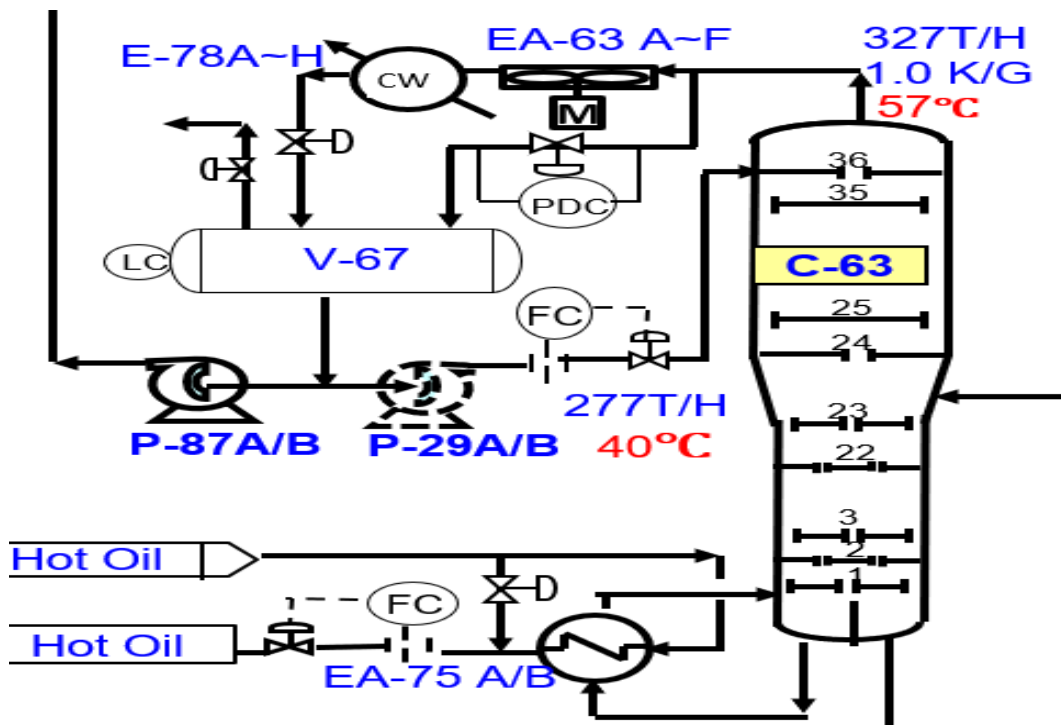 E-78A~H
EA-63 A~F
327T/H
1.0 K/G
57℃
CW
M
D
36
35
PDC
LC
V-67
C-63
FC
25
24
277T/H
40℃
P-87A/B
P-29A/B
23
22
3
2
1
Hot Oil
D
FC
Hot Oil
EA-75 A/B